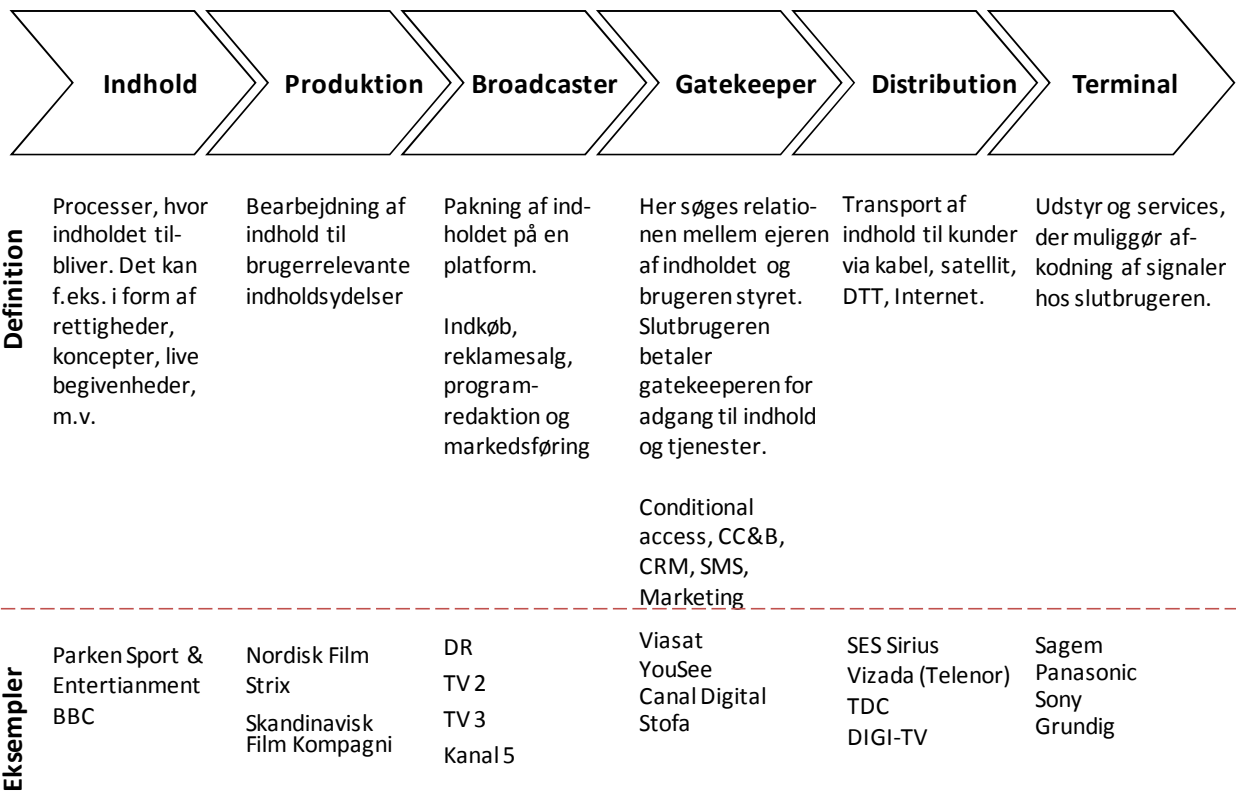 Indhold
Produktion
Broadcaster
Gatekeeper
Distribution
Terminal
Definition
Processer, hvor
indholdet til-
bliver. Det kan
f.eks. i form af
rettigheder,
koncepter, live
begivenheder,
m.v.
Bearbejdning af
indhold til
brugerrelevante
indholdsydelser
Pakning af ind-
holdet på en
platform.
Indkøb,
reklamesalg,
program-
redaktion og
markedsføring
Her søges relatio-
nen mellem ejeren
af indholdet og
brugeren styret.
Slutbrugeren
betaler
gatekeeperen for
adgang til indhold
og tjenester.
Conditional
access, CC&B,
CRM, SMS,
Marketing
Transport af
indhold til kunder
via kabel, satellit,
DTT, Internet.
Udstyr og services,
der muliggør af-
kodning af signaler
hos slutbrugeren.
Eksempler
Parken Sport &
Entertianment
BBC
Nordisk Film
Strix
Skandinavisk
Film Kompagni
DR
TV 2
TV 3
Kanal 5
Viasat
YouSee
Canal Digital
Stofa
SES Sirius
Vizada (Telenor)
TDC
DIGI-TV
Sagem
Panasonic
Sony
Grundig